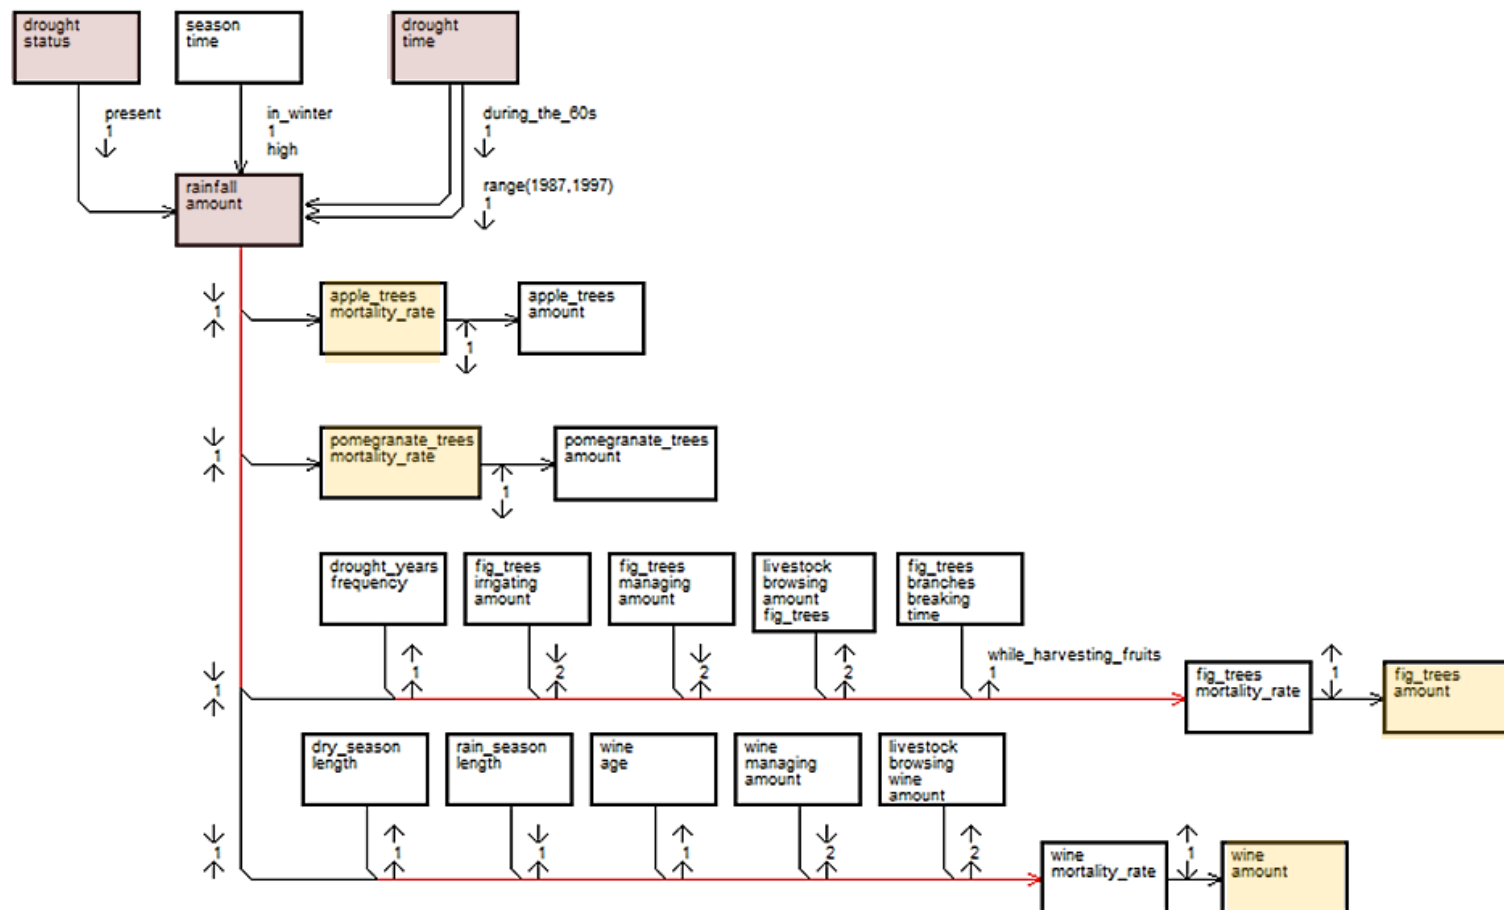 drought
status
season
time
drought
time
present
1
in_winter
1
high
during_the_60s
1
range(1987,1997)
1
rainfall
amount
1
apple_trees
mortality_rate
1
apple_trees
amount
1
pomegranate_trees
mortality_rate
1
pomegranate_trees
amount
drought_years
frequency
fig_trees
irrigating
amount
fig_trees
managing
amount
livestock
browsing
amount
fig_trees
fig_trees
branches
breaking
time
1
1
2
2
2
while_harvesting_fruits
1
fig_trees
mortality_rate
1
fig_trees
amount
dry_season
length
rain_season
length
wine
age
wine
managing
amount
livestock
browsing
wine
amount
1
1
1
1
2
2
wine
mortality_rate
1
wine
amount